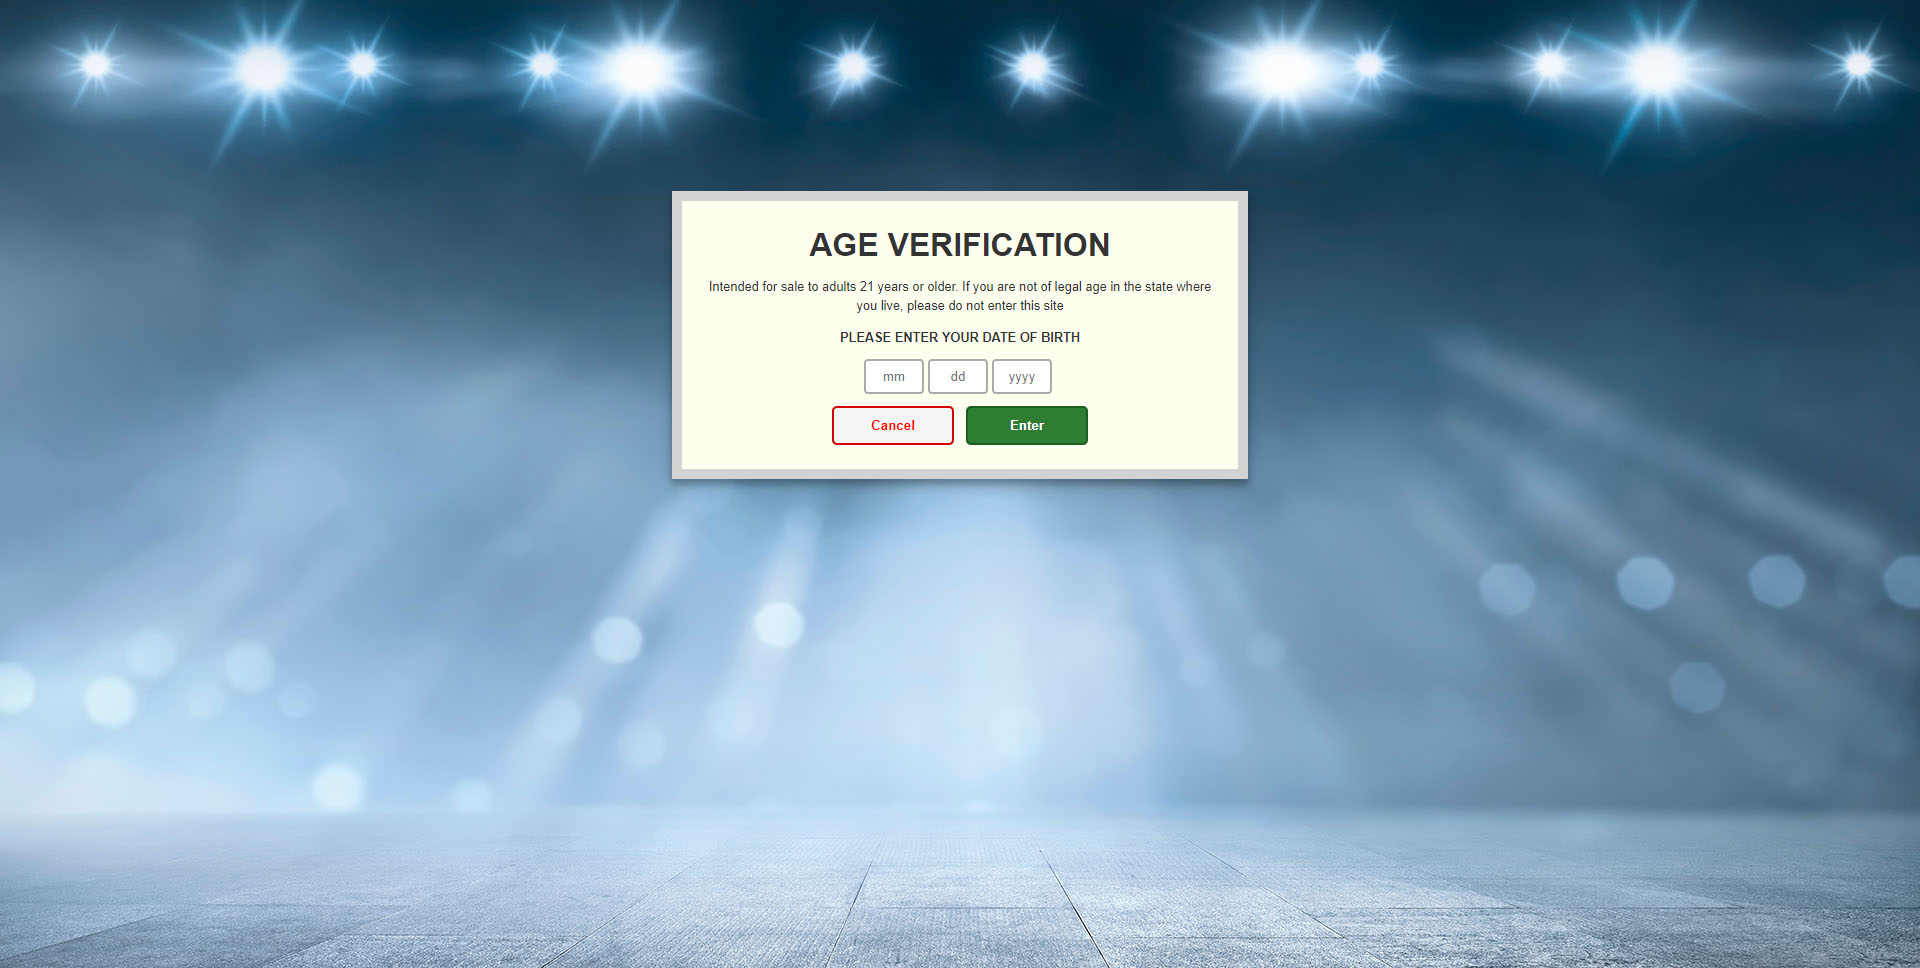 AGE VERIFICATION
Intended for sale to adults 21 years or older. If you are not of legal age in the state where
you live, please do not enter this site
PLEASE ENTER YOUR DATE OF BIRTH
mm dd yyyy
Cancel Enter